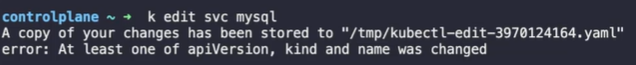 controlplane ~ ➜  k edit svc mysql
A copy of your changes has been stored to "/tmp/kubectl-edit-3970124164.yaml"
error: At least one of apiVersion, kind and name was changed